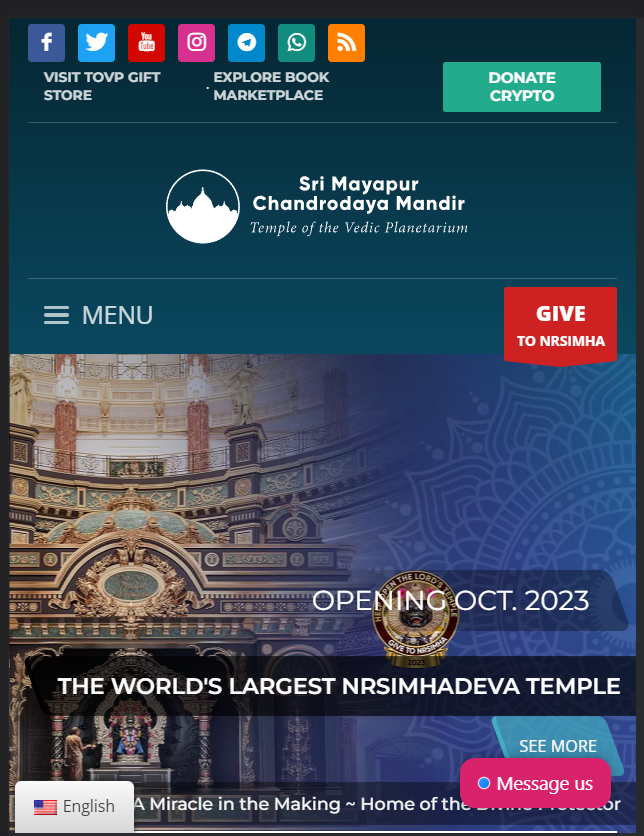 You
Tube
VISIT TOVP GIFT
STORE
EXPLORE BOOK
MARKETPLACE
DONATE
CRYPTO
Sri Mayapur
Chandrodaya Mandir
Temple of the Vedic Planetarium
MENU
GIVE
TO NRSIMHA
OPENING OCT. 2023
GIVE TO NRSIMHA
2023
THE WORLD'S LARGEST NRSIMHADEVA TEMPLE
SEE MORE
Message us
English
A Miracle in the Making ~ Home of the Divine Protector